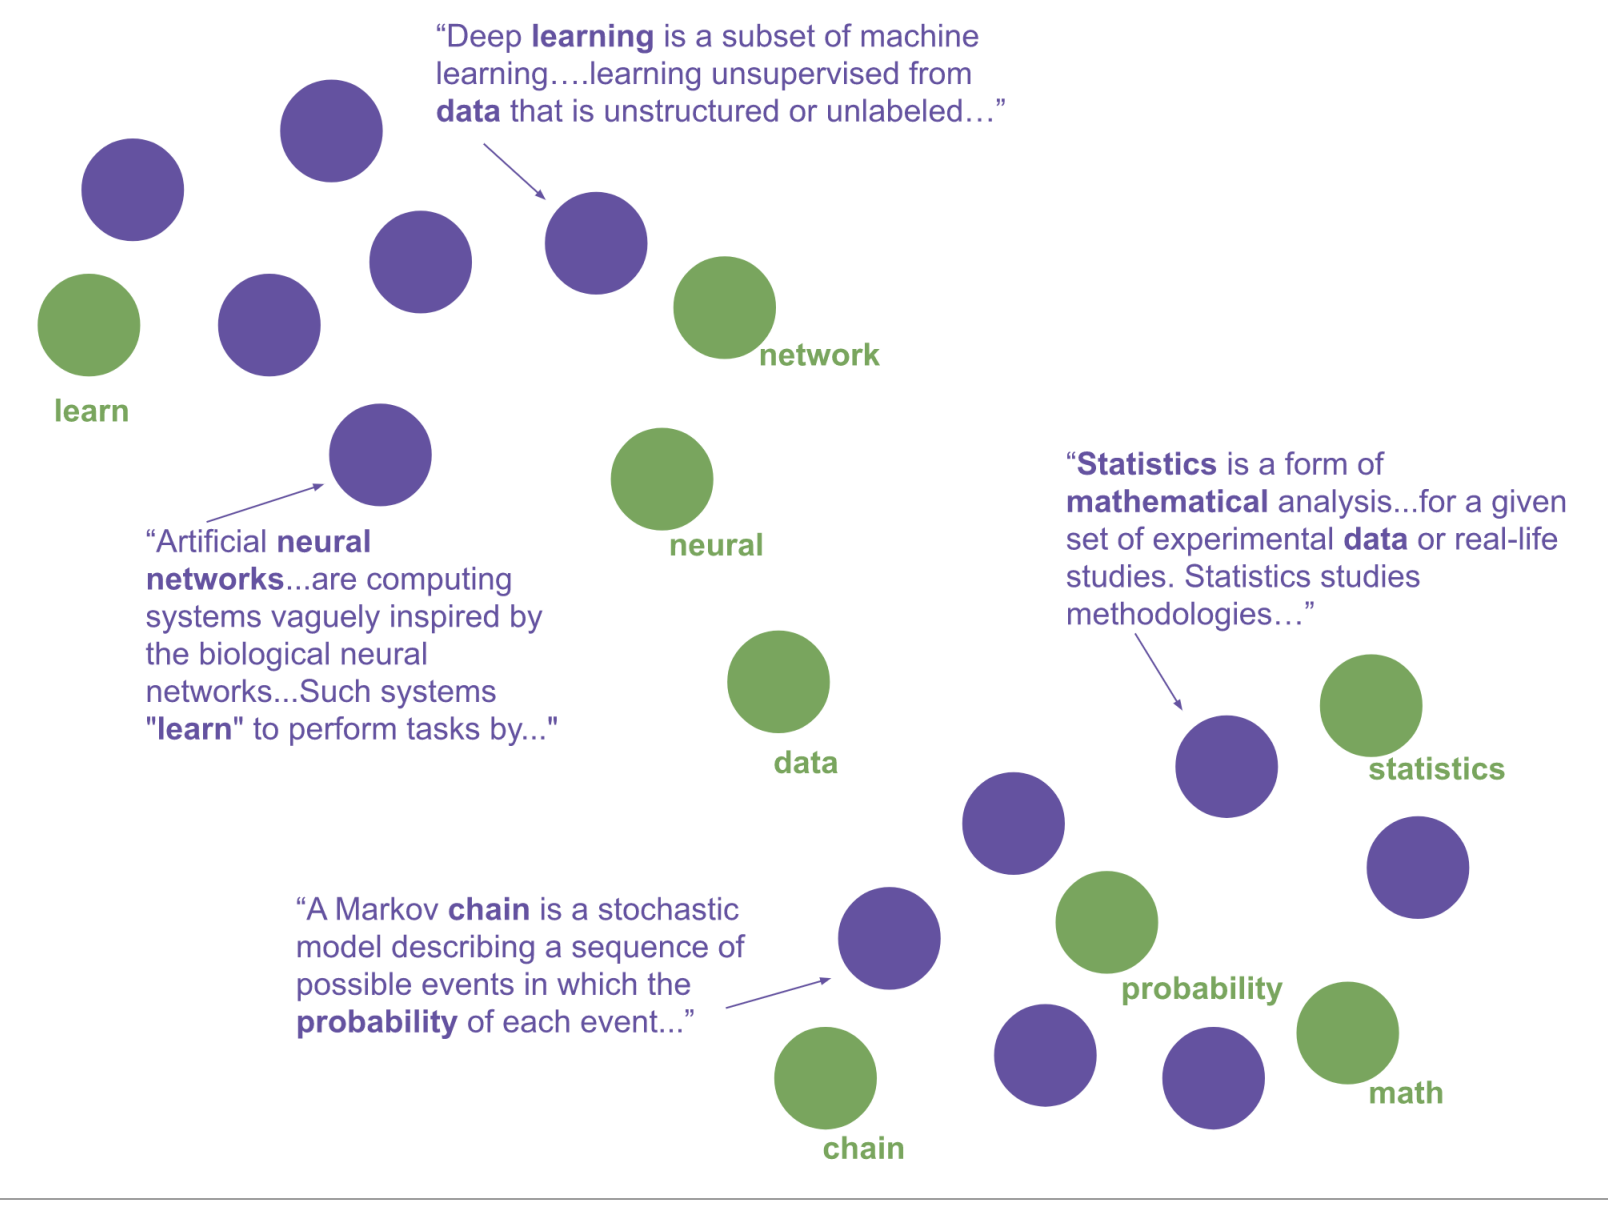 “Deep learning is a subset of machine
learning….learning unsupervised from
data that is unstructured or unlabeled…”
network
learn
“Artificial neural
networks...are computing
systems vaguely inspired by
the biological neural
networks...Such systems
"learn" to perform tasks by..."
neural
“Statistics is a form of
mathematical analysis...for a given
set of experimental data or real-life
studies. Statistics studies
methodologies…”
data
statistics
“A Markov chain is a stochastic
model describing a sequence of
possible events in which the
probability of each event...”
probability
math
chain